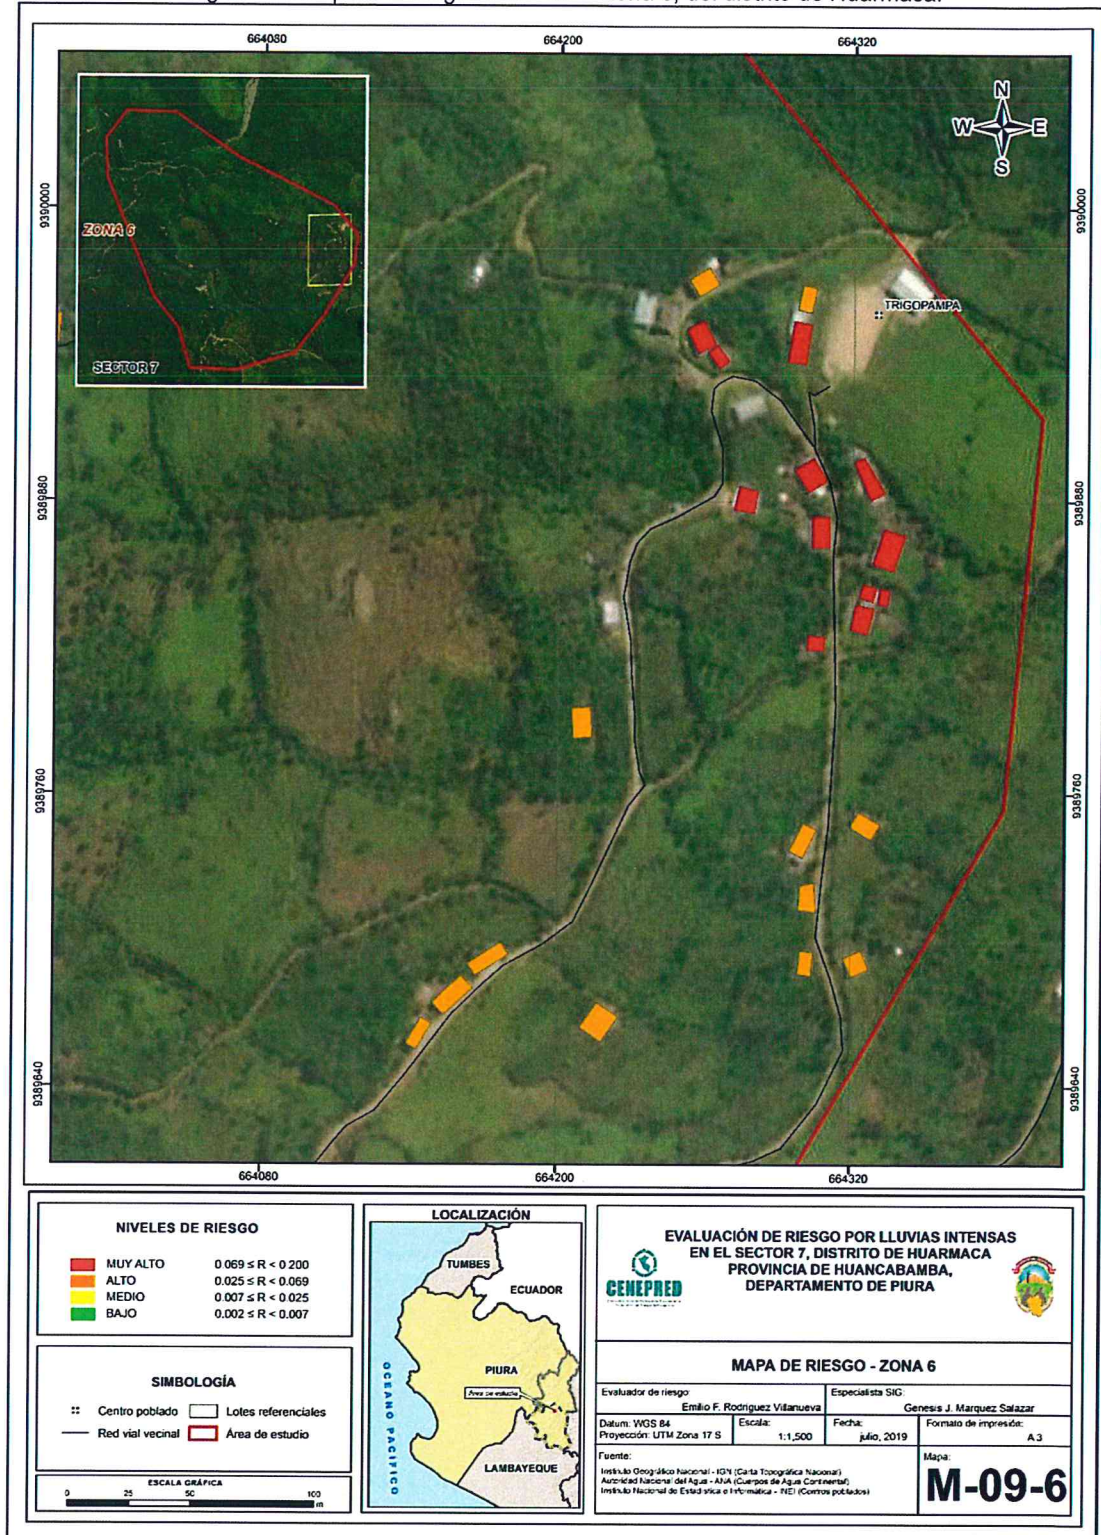 664080 664200 664320
N
W E
S
9390000 9390000
ZONA 6
TRIGOPAMPA
SECTOR 7
9389880 9389880
9389760 9389760
9389640 9389640
664080 664200 664320
NIVELES DE RIESGO
MUY ALTO 0.069 ≤ R < 0.200
ALTO 0.025 ≤ R < 0.069
MEDIO 0.007 ≤ R < 0.025
BAJO 0.002 ≤ R < 0.007
SIMBOLOGÍA
Centro poblado Lotes referenciales
Red vial vecinal Área de estudio
ESCALA GRÁFICA
0 25 50 100
m
LOCALIZACIÓN
TUMBES
ECUADOR
PIURA
Área de estudio
OCEANO PACIFICO
LAMBAYEQUE
CENEPRED
EVALUACIÓN DE RIESGO POR LLUVIAS INTENSAS
EN EL SECTOR 7, DISTRITO DE HUARMACA
PROVINCIA DE HUANCABAMBA,
DEPARTAMENTO DE PIURA
MAPA DE RIESGO - ZONA 6
Evaluador de riesgo:
Emilio F. Rodriguez Villanueva
Especialista SIG:
Genesis J. Marquez Salazar
Datum: WGS 84
Proyección: UTM Zona 17 S
Escala:
1:1,500
Fecha:
julio, 2019
Formato de impresión:
A3
Fuente:
Instituto Geográfico Nacional - IGN (Carta Topográfica Nacional)
Autoridad Nacional del Agua - ANA (Cuerpos de Agua Continental)
Instituto Nacional de Estadística e Informática - INEI (Centros poblados)
Mapa:
M-09-6